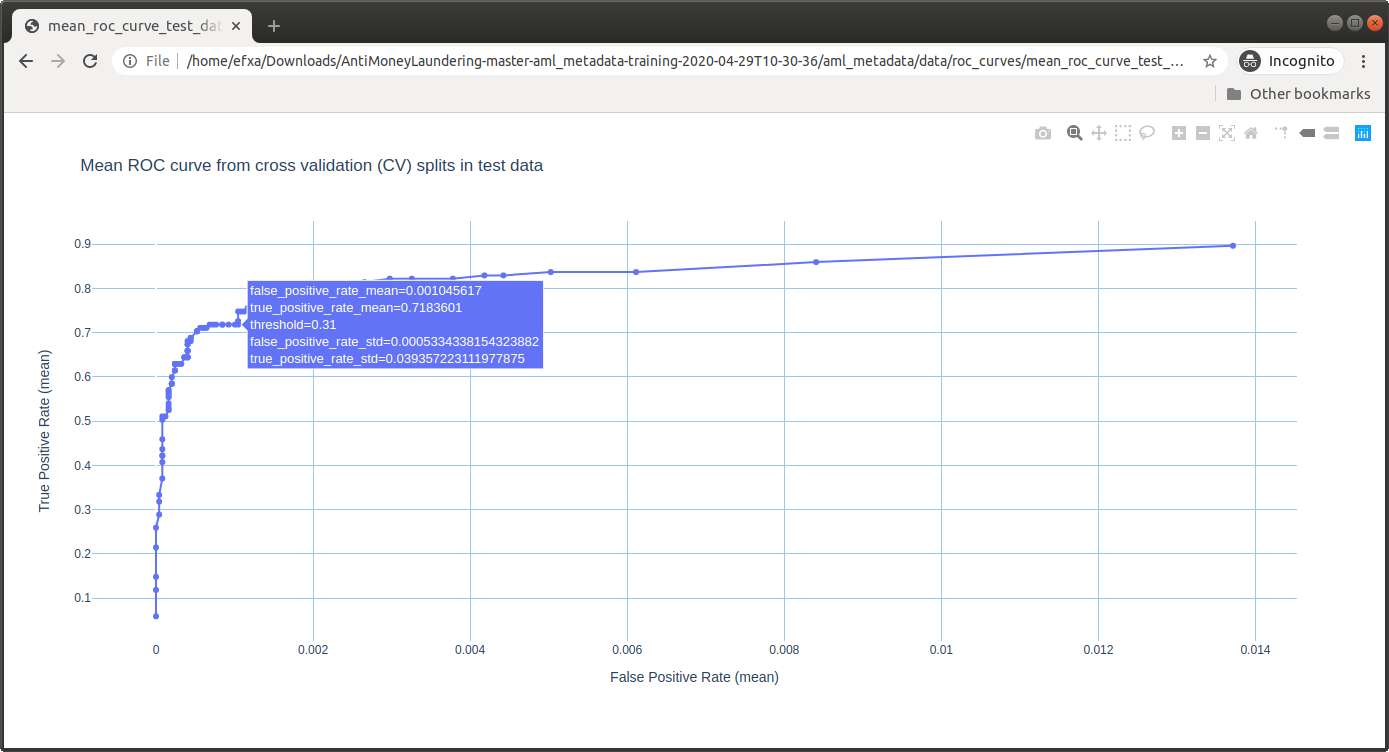 mean_roc_curve_test_dat
File
/home/efxa/Downloads/AntiMoneyLaundering-master-aml_metadata-training-2020-04-29T10-30-36/aml_metadata/data/roc_curves/mean_roc_curve_test_...
Incognito
Other bookmarks
Mean ROC curve from cross validation (CV) splits in test data
0.9
0.8
0.7
0.6
0.5
0.4
0.3
0.2
0.1
True Positive Rate (mean)
false_positive_rate_mean=0.001045617
true_positive_rate_mean=0.7183601
threshold=0.31
false_positive_rate_std=0.0005334338154323882
true_positive_rate_std=0.039357223111977875
0
0.002
0.004
0.006
0.008
0.01
0.012
0.014
False Positive Rate (mean)